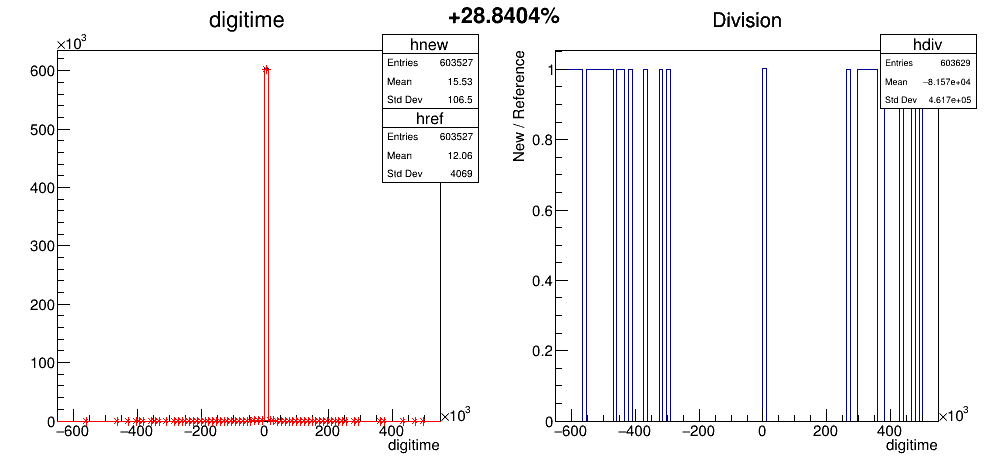 +28.8404%
digitime
×10³
hnew
Entries 603527
Mean 15.53
Std Dev 106.5
href
Entries 603527
Mean 12.06
Std Dev 4069
600
500
400
300
200
100
0
−600 −400 −200 0 200 400
×10³
digitime
Division
hdiv
Entries 603629
Mean −8.157e+04
Std Dev 4.617e+05
New / Reference
1
0.8
0.6
0.4
0.2
0
−600 −400 −200 0 200 400
×10³
digitime